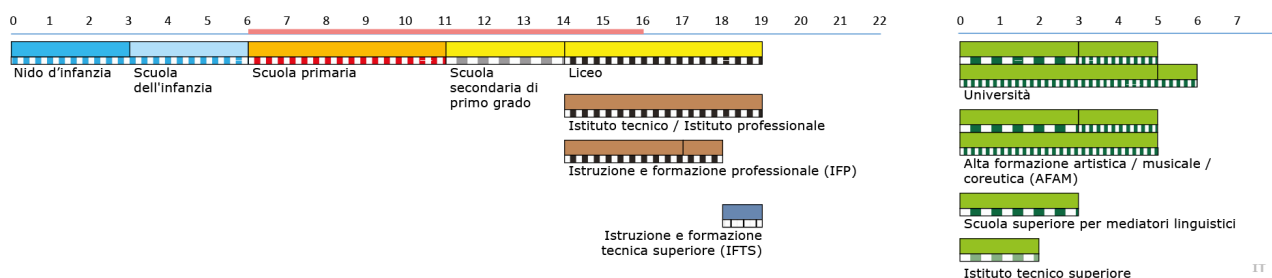 0 1 2 3 4 5 6 7 8 9 10 11 12 13 14 15 16 17 18 19 20 21 22
0 1 2 3 4 5 6 7
Nido d'infanzia
Scuola
dell'infanzia
Scuola primaria
Scuola
secondaria di
primo grado
Liceo
Istituto tecnico / Istituto professionale
Istruzione e formazione professionale (IFP)
Istruzione e formazione
tecnica superiore (IFTS)
Università
Alta formazione artistica / musicale /
coreutica (AFAM)
Scuola superiore per mediatori linguistici
Istituto tecnico superiore
IT